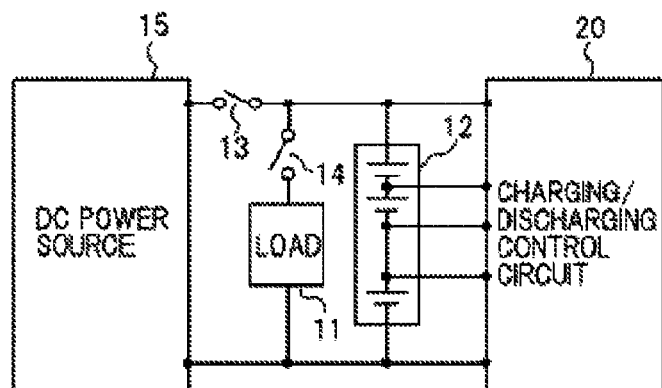 15
20
13
14
12
DC POWER
SOURCE
LOAD
11
CHARGING/
DISCHARGING
CONTROL
CIRCUIT